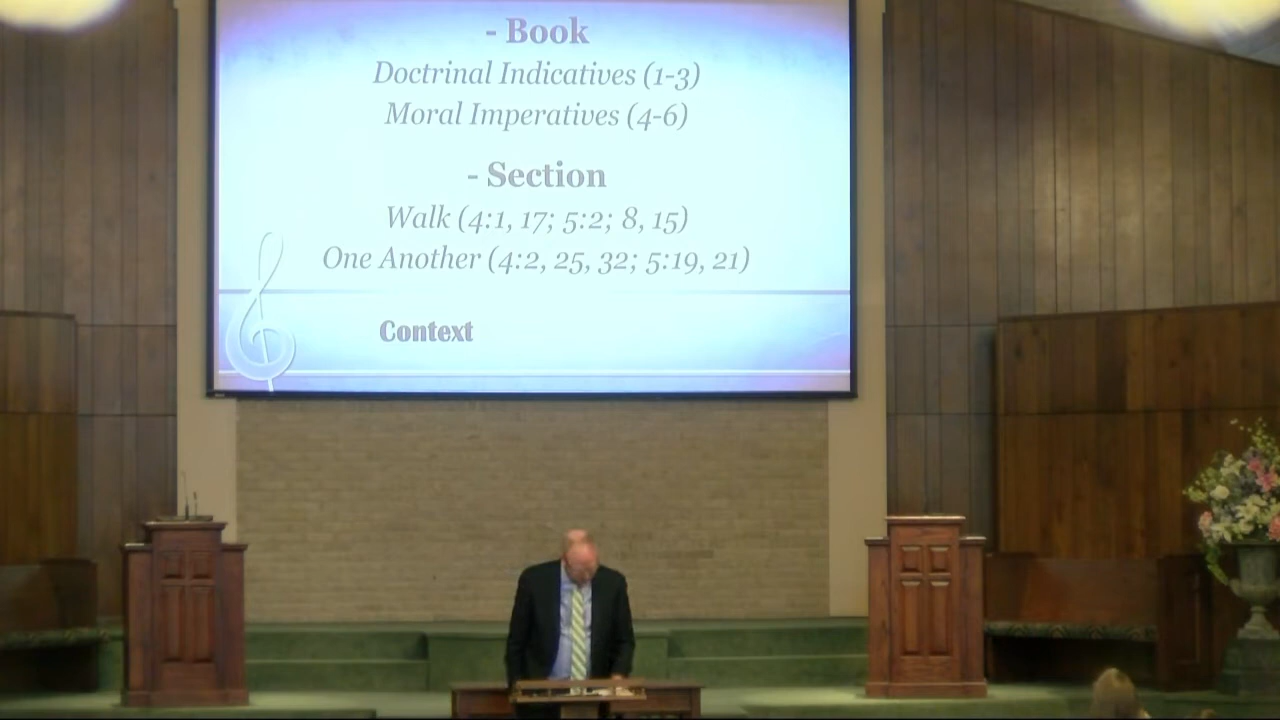 - Book
Doctrinal Indicatives (1-3)
Moral Imperatives (4-6)
- Section
Walk (4:1, 17; 5:2; 8, 15)
One Another (4:2, 25, 32; 5:19, 21)
Context